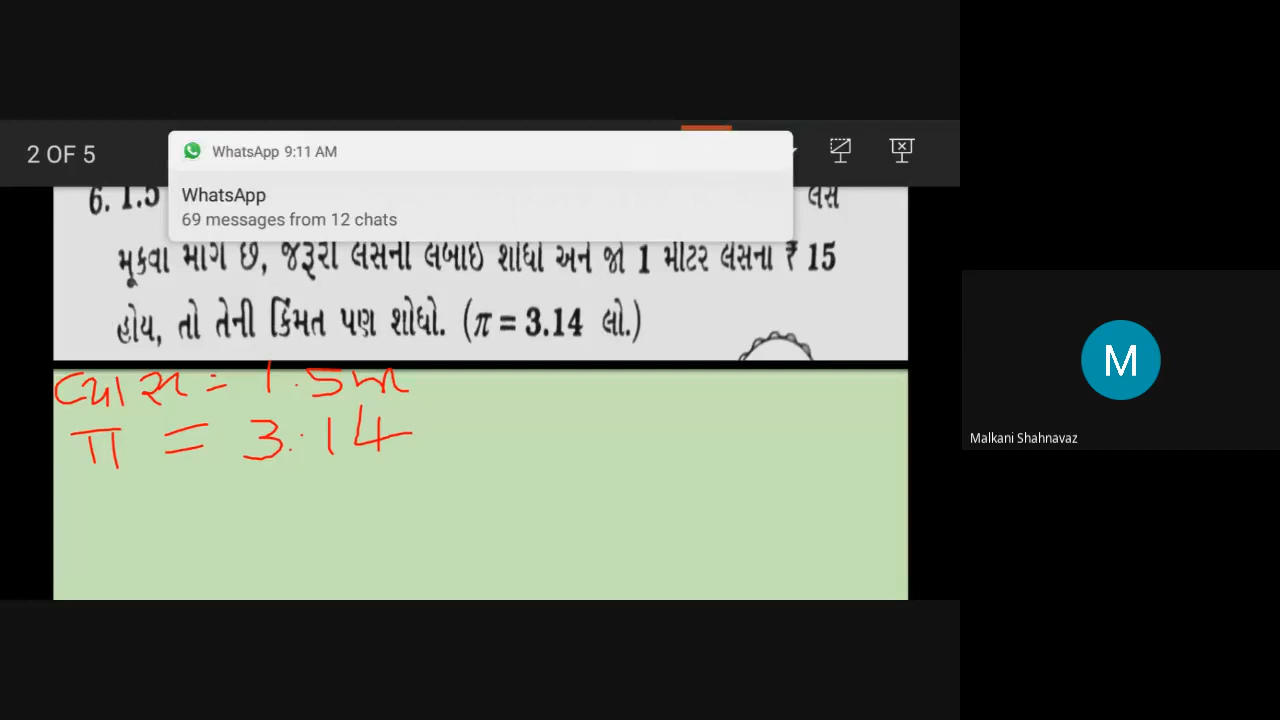 2 OF 5
WhatsApp 9:11 AM
WhatsApp
69 messages from 12 chats
6. 1.5 લેસ
મૂકવા માંગે છે, જરૂરી લેસની લંબાઈ શોધો અને જો 1 મીટર લેસના ₹ 15
હોય, તો તેની કિંમત પણ શોધો. (π = 3.14 લો.)
વ્યાસ = 1.5m
π = 3.14
M
Malkani Shahnavaz